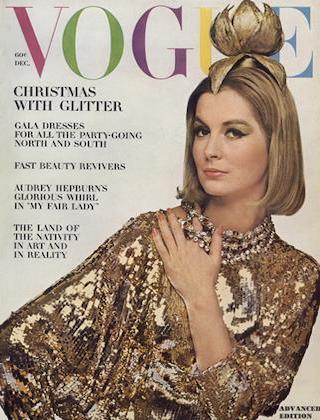 VOGUE
60¢
DEC.
CHRISTMAS
WITH GLITTER
GALA DRESSES
FOR ALL THE PARTY-GOING
NORTH AND SOUTH
FAST BEAUTY REVIVERS
AUDREY HEPBURN'S
GLORIOUS WHIRL
IN "MY FAIR LADY"
THE LAND OF
THE NATIVITY
IN ART AND
IN REALITY
ADVANCED
EDITION